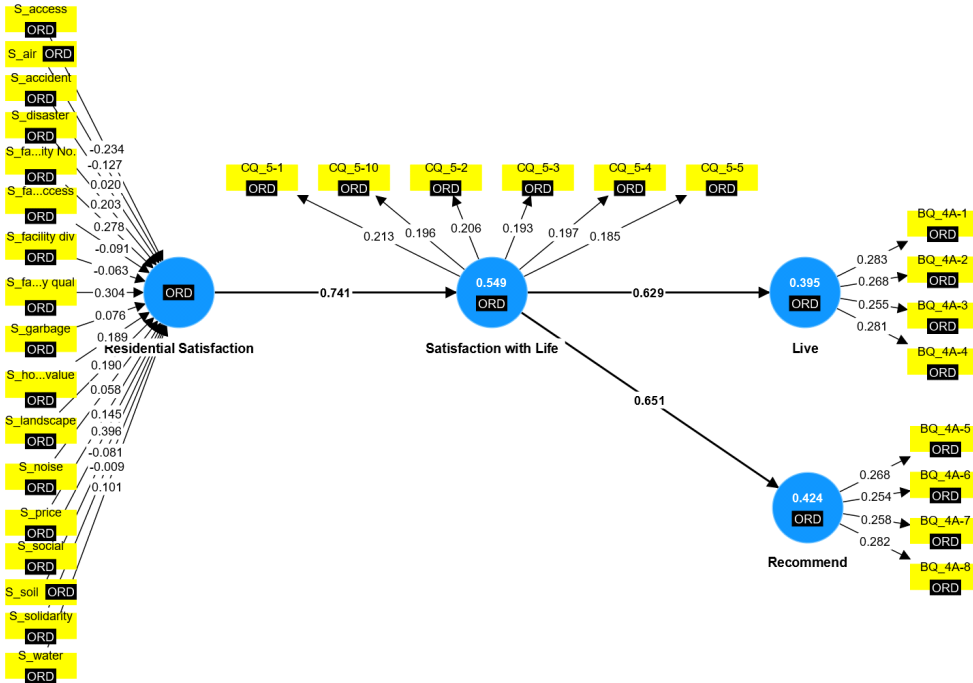 S_access
ORD
S_air ORD
S_accident
ORD
S_disaster
ORD
S_fa...ity No.
ORD
S_fa...ccess
ORD
S_facility div
ORD
S_fa...y qual
ORD
S_garbage
ORD
S_ho...value
ORD
S_landscape
ORD
S_noise
ORD
S_price
ORD
S_social
ORD
S_soil ORD
S_solidarity
ORD
S_water
ORD
-0.234
-0.127
0.020
0.203
0.278
-0.091
-0.063
0.304
0.076
0.189
0.190
0.058
0.145
0.396
-0.081
-0.009
0.101
ORD
Residential Satisfaction
0.741
CQ_5-1
ORD
CQ_5-10
ORD
CQ_5-2
ORD
CQ_5-3
ORD
CQ_5-4
ORD
CQ_5-5
ORD
0.213
0.196
0.206
0.193
0.197
0.185
0.549
ORD
Satisfaction with Life
0.629
0.651
0.395
ORD
Live
0.283
0.268
0.255
0.281
BQ_4A-1
ORD
BQ_4A-2
ORD
BQ_4A-3
ORD
BQ_4A-4
ORD
0.424
ORD
Recommend
0.268
0.254
0.258
0.282
BQ_4A-5
ORD
BQ_4A-6
ORD
BQ_4A-7
ORD
BQ_4A-8
ORD